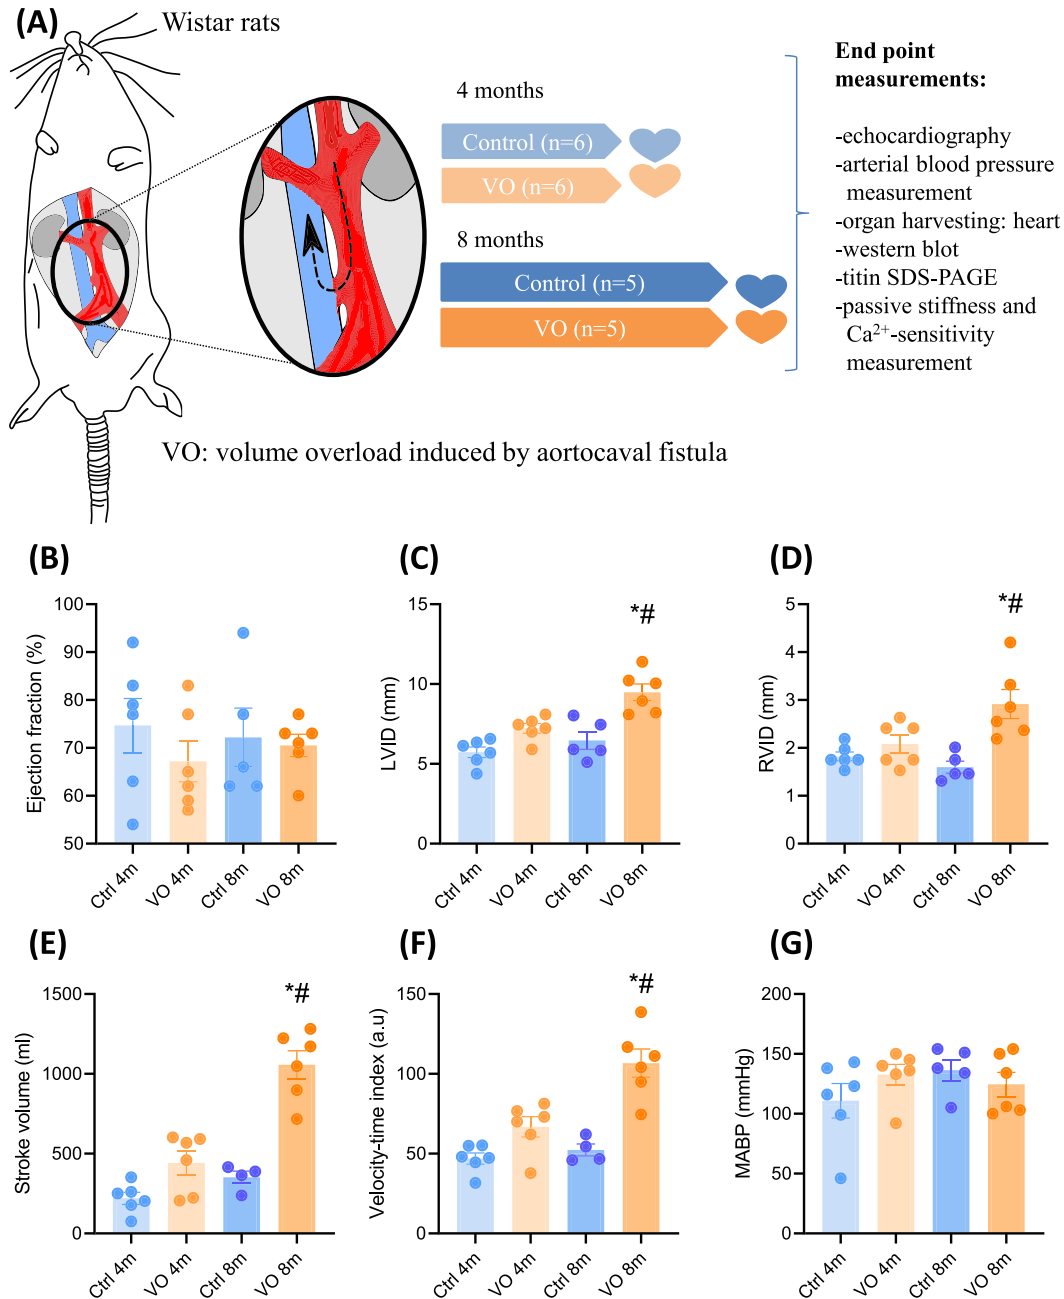 (A)
Wistar rats
4 months
Control (n=6)
VO (n=6)
8 months
Control (n=5)
VO (n=5)
End point
measurements:
-echocardiography
-arterial blood pressure
measurement
-organ harvesting: heart
-western blot
-titin SDS-PAGE
-passive stiffness and
Ca²⁺-sensitivity
measurement
VO: volume overload induced by aortocaval fistula
(B)
Ejection fraction (%)
100
90
80
70
60
50
Ctrl 4m
VO 4m
Ctrl 8m
VO 8m
(C)
LVID (mm)
15
10
5
0
*#
Ctrl 4m
VO 4m
Ctrl 8m
VO 8m
(D)
RVID (mm)
5
4
3
2
1
0
*#
Ctrl 4m
VO 4m
Ctrl 8m
VO 8m
(E)
Stroke volume (ml)
1500
1000
500
0
*#
Ctrl 4m
VO 4m
Ctrl 8m
VO 8m
(F)
Velocity-time index (a.u)
150
100
50
0
*#
Ctrl 4m
VO 4m
Ctrl 8m
VO 8m
(G)
MABP (mmHg)
200
150
100
50
0
Ctrl 4m
VO 4m
Ctrl 8m
VO 8m